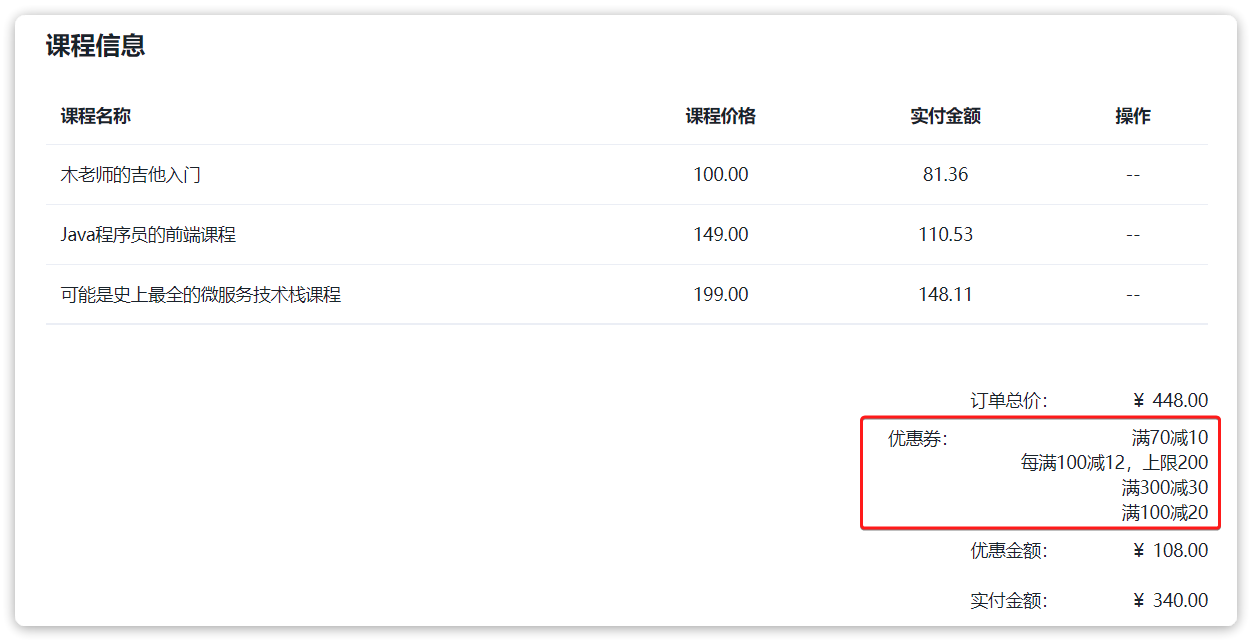 课程信息
课程名称 课程价格 实付金额 操作
木老师的吉他入门 100.00 81.36 --
Java程序员的前端课程 149.00 110.53 --
可能是史上最全的微服务技术栈课程 199.00 148.11 --
订单总价： ¥ 448.00
优惠券： 满70减10
每满100减12，上限200
满300减30
满100减20
优惠金额： ¥ 108.00
实付金额： ¥ 340.00